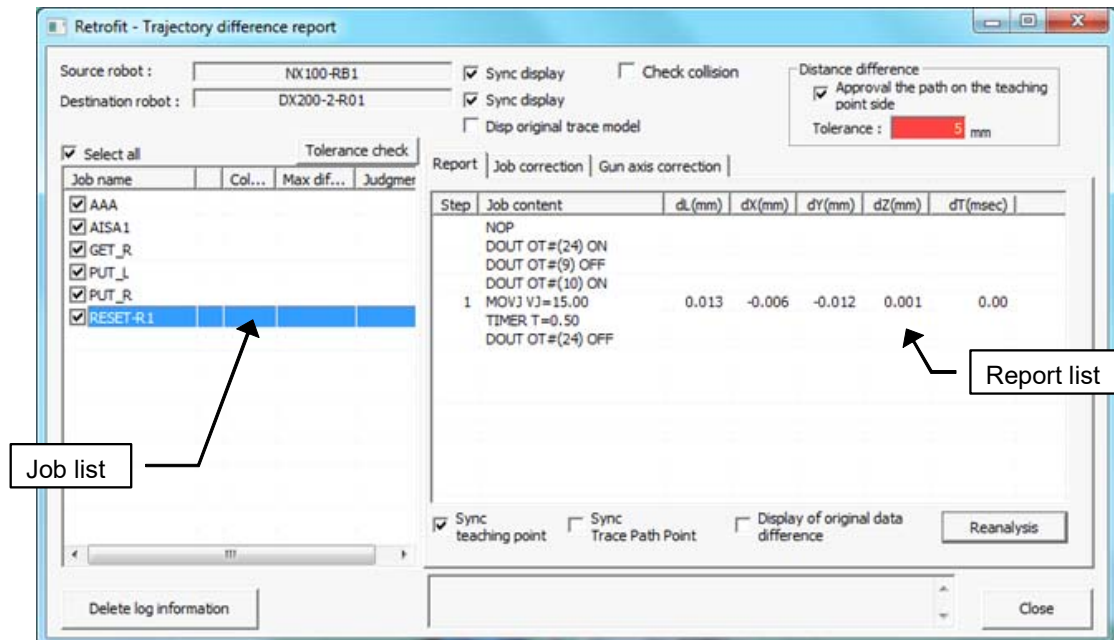 Retrofit - Trajectory difference report
Source robot : NX100-RB1
Destination robot : DX200-2-R01
Sync display
Check collision
Sync display
Disp original trace model
Distance difference
Approval the path on the teaching
point side
Tolerance : 5 mm
Select all
Tolerance check
Job name Col... Max dif... Judgmer
AAA
AISA1
GET_R
PUT_L
PUT_R
RESET-R1
Report Job correction Gun axis correction
Step Job content dL(mm) dX(mm) dY(mm) dZ(mm) dT(msec)
NOP
DOUT OT#(24) ON
DOUT OT#(9) OFF
DOUT OT#(10) ON
1 MOVJ VJ=15.00 0.013 -0.006 -0.012 0.001 0.00
TIMER T=0.50
DOUT OT#(24) OFF
Report list
Job list
Sync
teaching point
Sync
Trace Path Point
Display of original data
difference
Reanalysis
Delete log information
Close